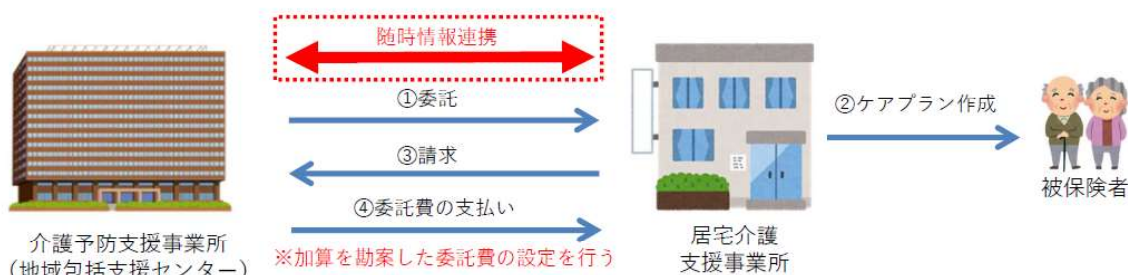 随時情報連携
①委託
②ケアプラン作成
③請求
④委託費の支払い
※加算を勘案した委託費の設定を行う
介護予防支援事業所
（地域包括支援センター）
居宅介護
支援事業所
被保険者